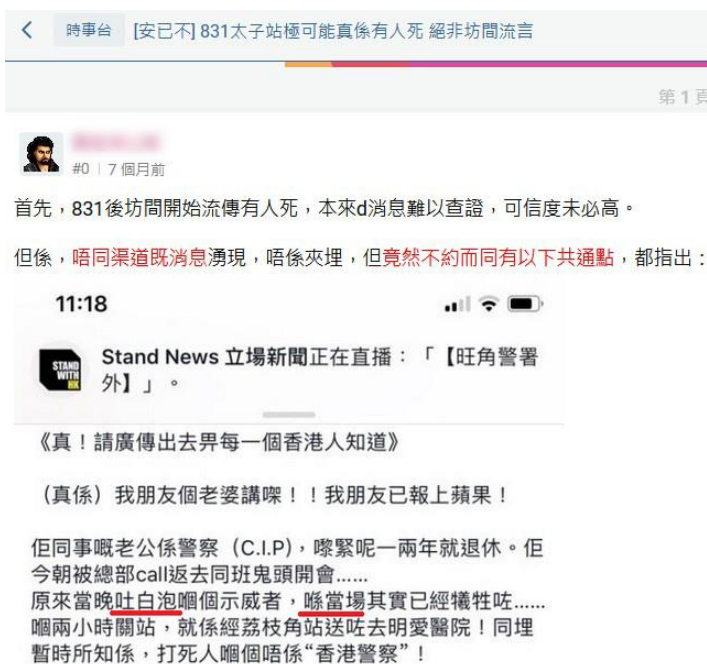 時事台 [安已不] 831太子站極可能真係有人死 絕非坊間流言
第 1 頁
#0 | 7 個月前
首先，831後坊間開始流傳有人死，本來d消息難以查證，可信度未必高。
但係，唔同渠道既消息湧現，唔係夾埋，但竟然不約而同有以下共通點，都指出：
11:18
STAND WITH HK
Stand News 立場新聞正在直播：「【旺角警署
外】」。
《真！請廣傳出去畀每一個香港人知道》
（真係）我朋友個老婆講㗎！！我朋友已報上蘋果！
佢同事嘅老公係警察（C.I.P)，嚟緊呢一兩年就退休。佢
今朝被總部call返去同班鬼頭開會......
原來當晚吐白泡嗰個示威者，喺當場其實已經犧牲咗......
嗰兩小時關站，就係經荔枝角站送咗去明愛醫院！同埋
暫時所知係，打死人嗰個唔係“香港警察”！